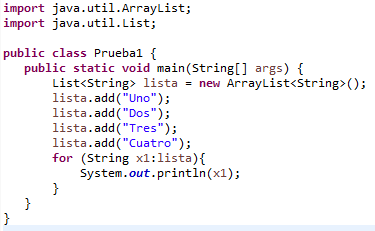 import java.util.ArrayList;
import java.util.List;
public class Prueba1 {
public static void main(String[] args) {
List<String> lista = new ArrayList<String>();
lista.add("Uno");
lista.add("Dos");
lista.add("Tres");
lista.add("Cuatro");
for (String x1:lista){
System.out.println(x1);
}
}
}